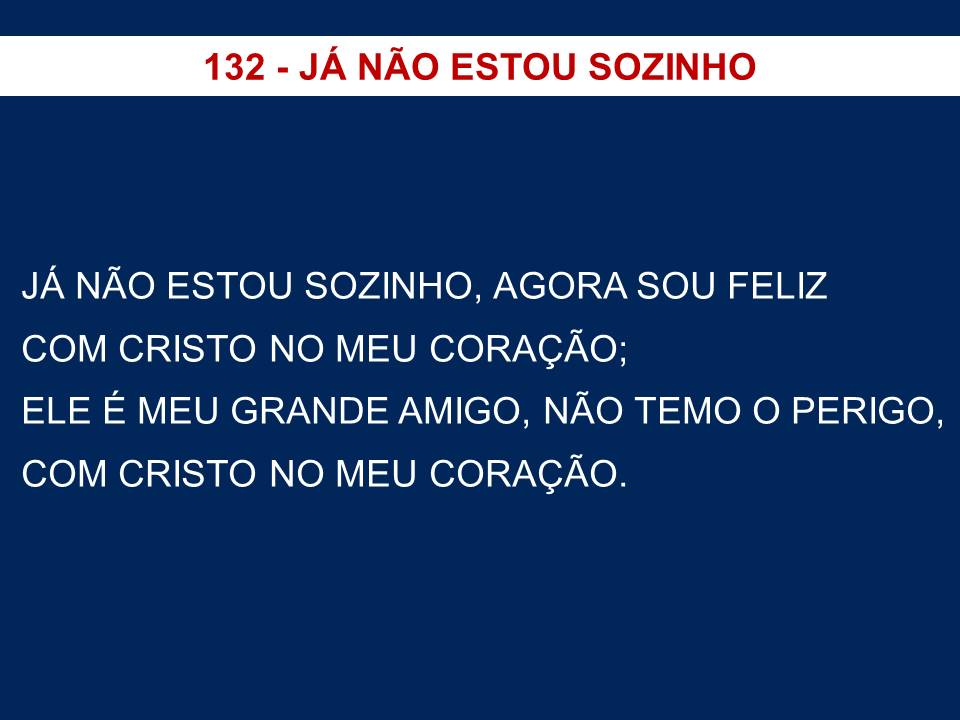 132 - JÁ NÃO ESTOU SOZINHO
JÁ NÃO ESTOU SOZINHO, AGORA SOU FELIZ
COM CRISTO NO MEU CORAÇÃO;
ELE É MEU GRANDE AMIGO, NÃO TEMO O PERIGO,
COM CRISTO NO MEU CORAÇÃO.